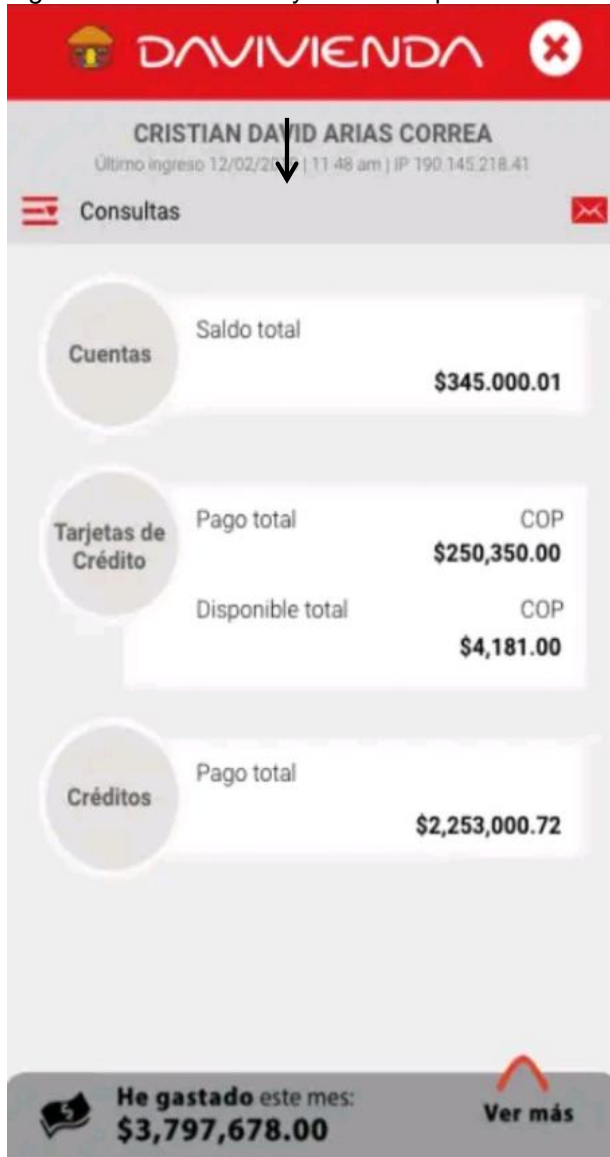 DAVIVIENDA
CRISTIAN DAVID ARIAS CORREA
Último ingreso 12/02/ | 11 48 am | IP 190.145.218.41
Consultas
Cuentas
Saldo total
$345.000.01
Tarjetas de
Crédito
Pago total COP
$250,350.00
Disponible total COP
$4,181.00
Créditos
Pago total
$2,253,000.72
He gastado este mes:
$3,797,678.00
Ver más